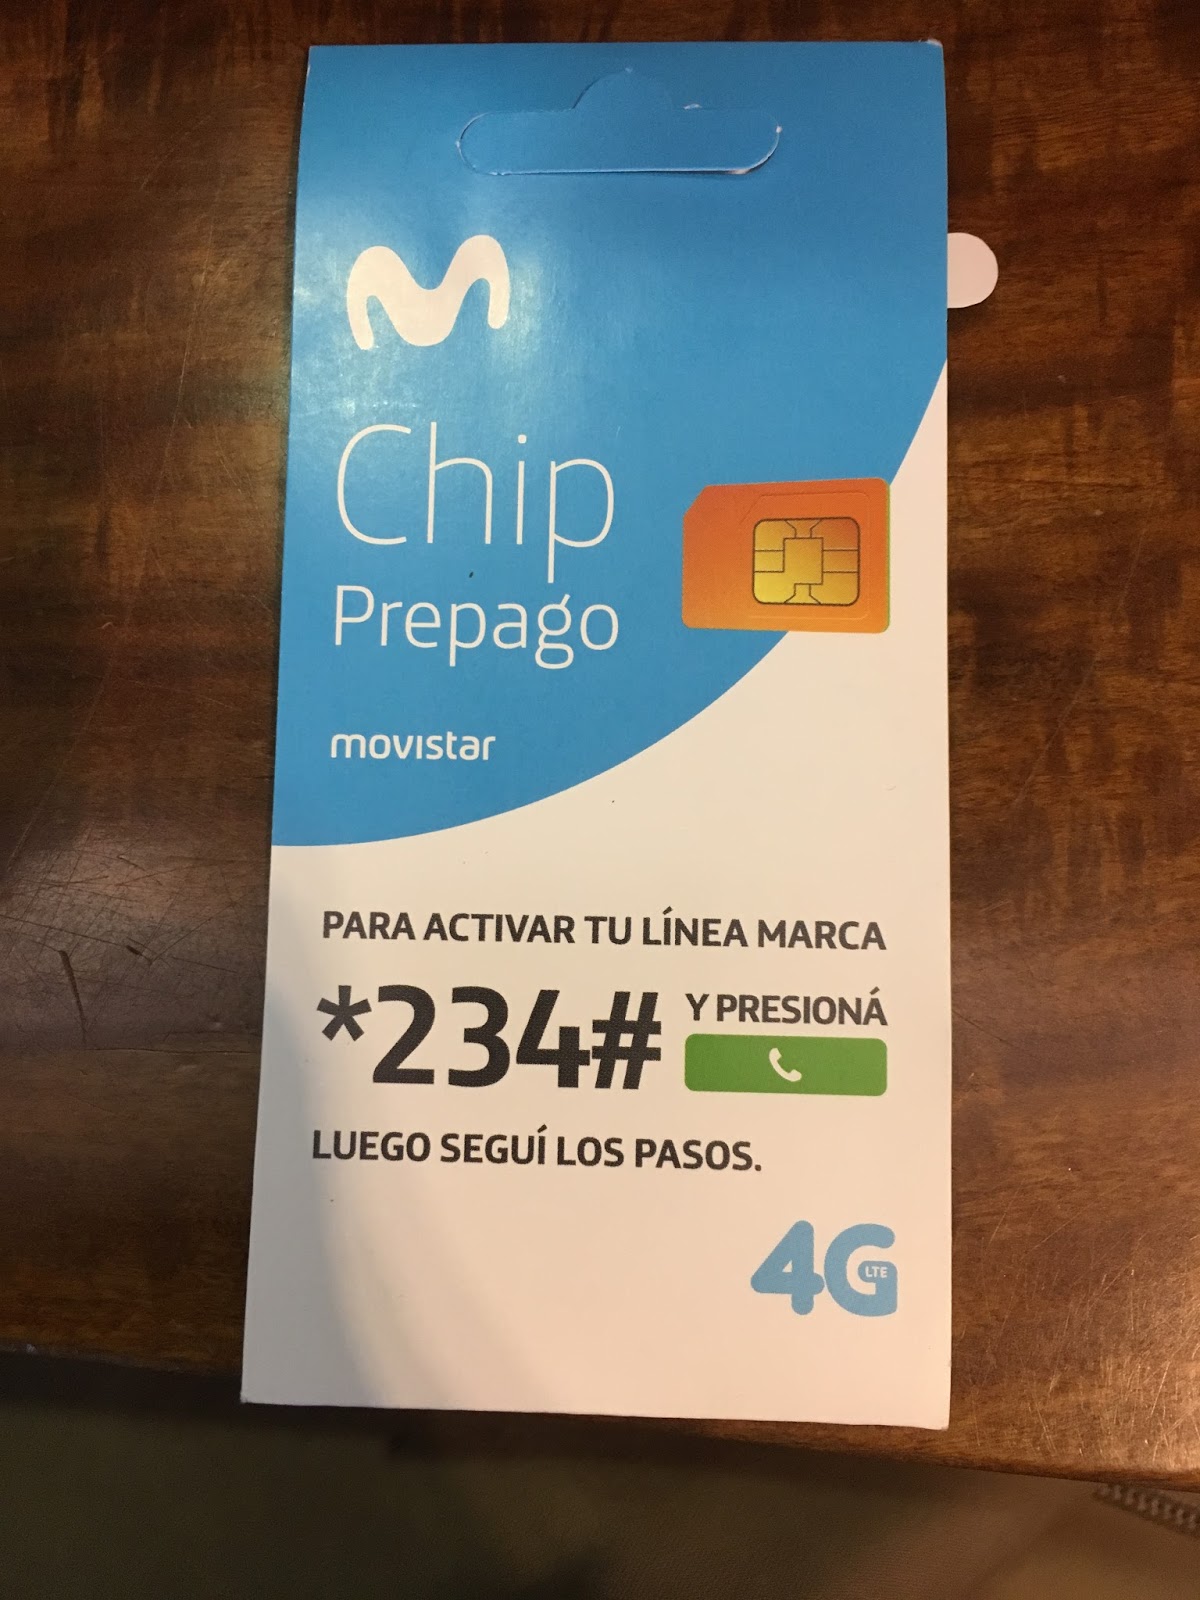 Chip
Prepago
movistar
PARA ACTIVAR TU LÍNEA MARCA
*234# Y PRESIONÁ
LUEGO SEGUÍ LOS PASOS.
4G LTE